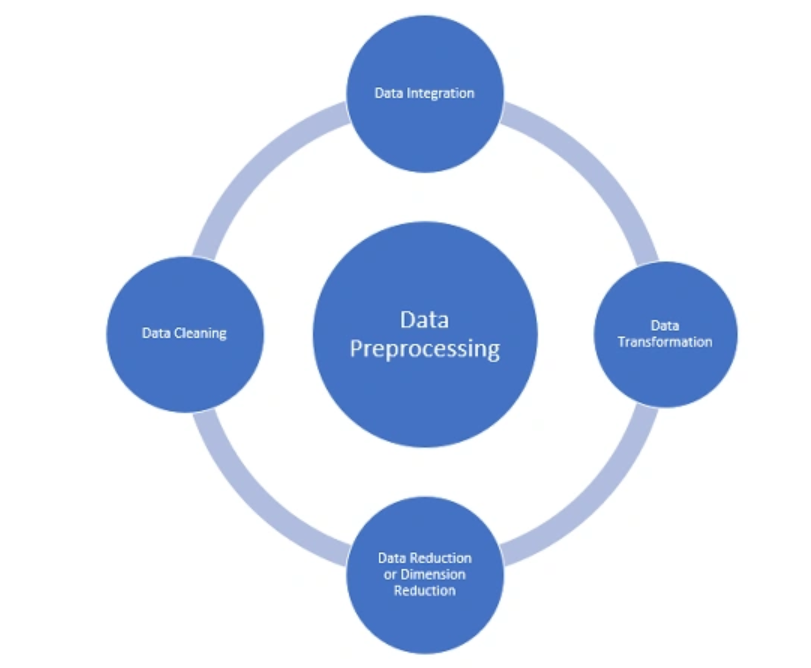 Data Integration
Data Cleaning
Data
Preprocessing
Data
Transformation
Data Reduction
or Dimension
Reduction